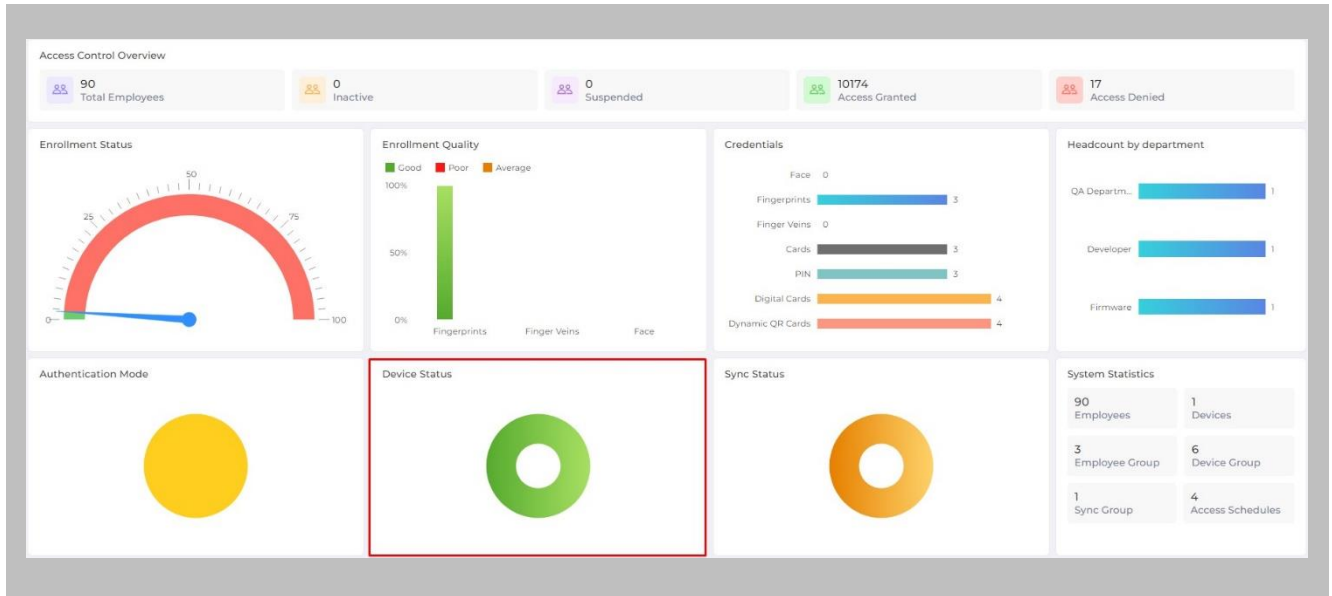 Access Control Overview
90
Total Employees
0
Inactive
0
Suspended
10174
Access Granted
17
Access Denied
Enrollment Status
0
25
50
75
100
Enrollment Quality
Good Poor Average
100%
50%
0%
Fingerprints Finger Veins Face
Credentials
Face 0
Fingerprints 3
Finger Veins 0
Cards 3
PIN 3
Digital Cards 4
Dynamic QR Cards 4
Headcount by department
QA Departm... 1
Developer 1
Firmware 1
Authentication Mode
Device Status
Sync Status
System Statistics
90
Employees
1
Devices
3
Employee Group
6
Device Group
1
Sync Group
4
Access Schedules